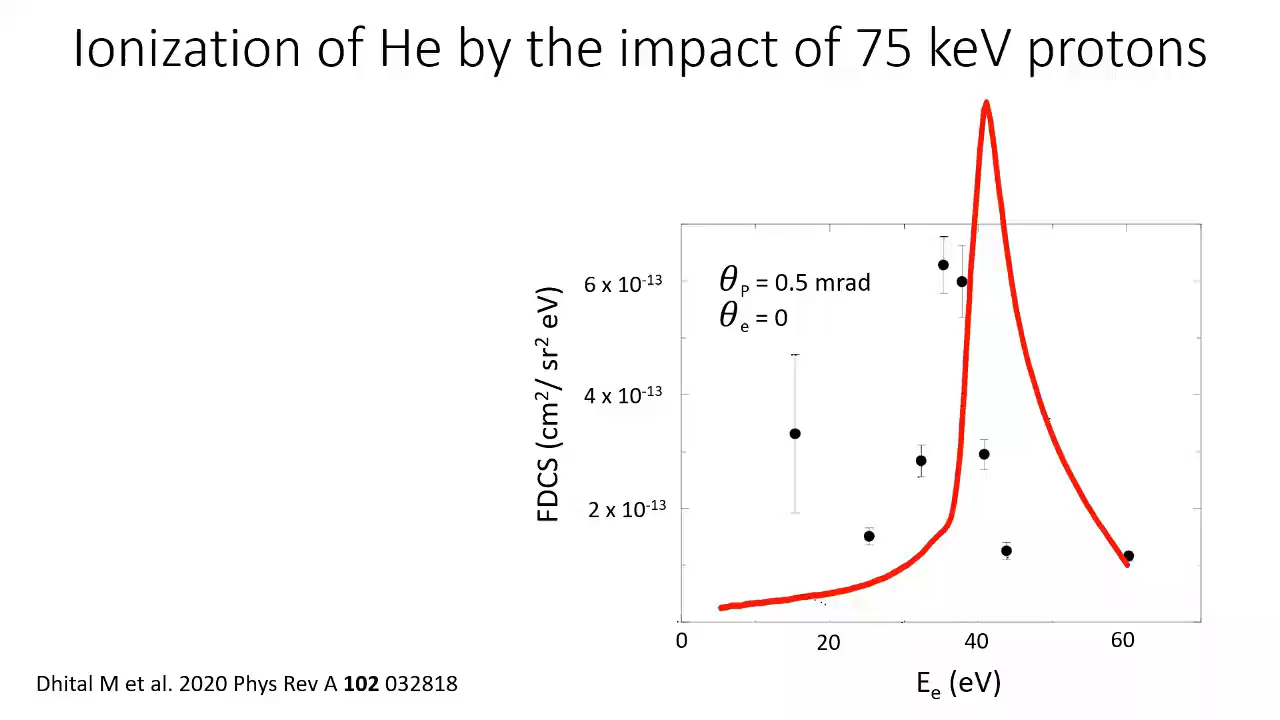 Ionization of He by the impact of 75 keV protons
θP = 0.5 mrad
θe = 0
6 x 10-13
4 x 10-13
2 x 10-13
FDCS (cm2/ sr2 eV)
0 20 40 60
Ee (eV)
Dhital M et al. 2020 Phys Rev A 102 032818